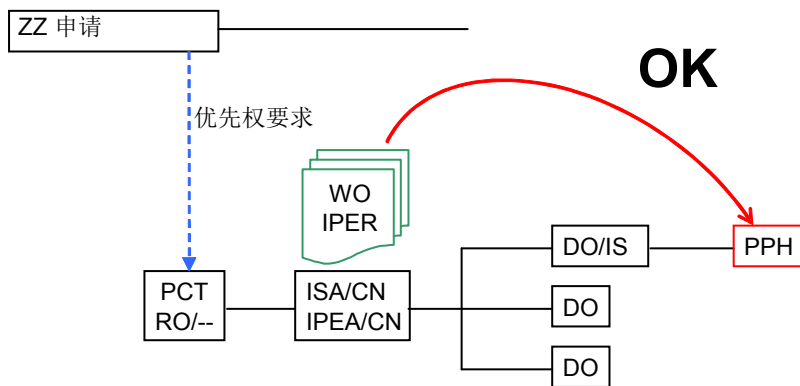 ZZ 申请
OK
优先权要求
WO
IPER
DO/IS
PPH
PCT
RO/--
ISA/CN
IPEA/CN
DO
DO